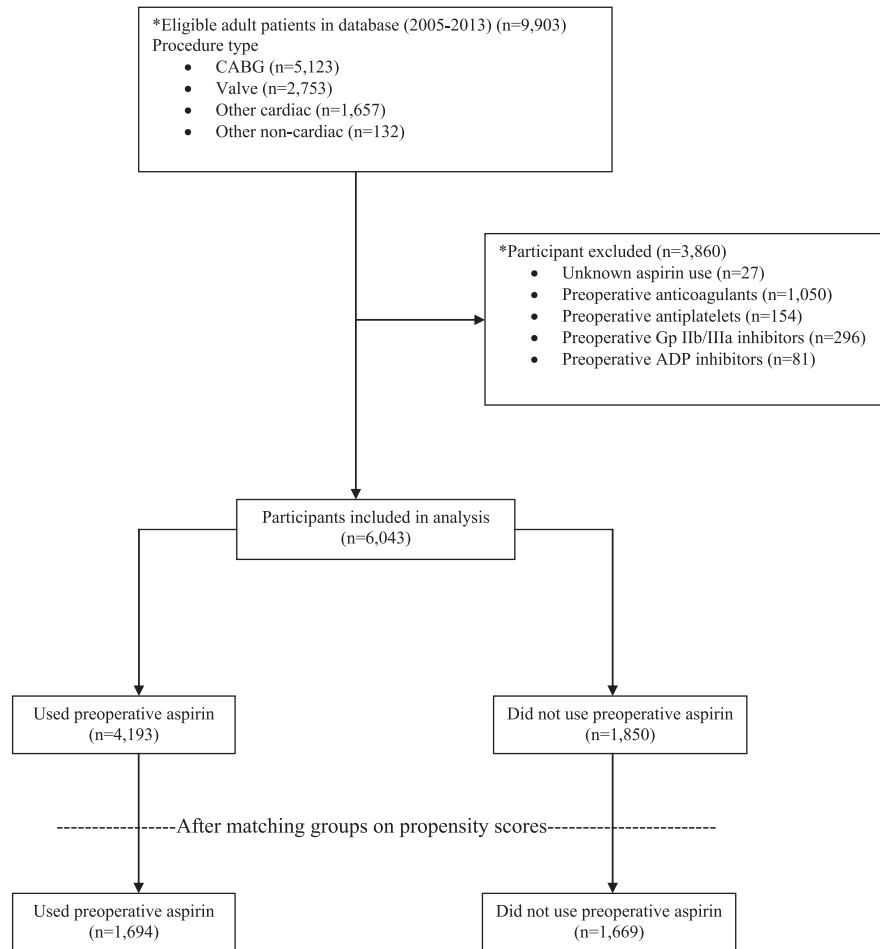 *Eligible adult patients in database (2005-2013) (n=9,903)
Procedure type
• CABG (n=5,123)
• Valve (n=2,753)
• Other cardiac (n=1,657)
• Other non-cardiac (n=132)
*Participant excluded (n=3,860)
• Unknown aspirin use (n=27)
• Preoperative anticoagulants (n=1,050)
• Preoperative antiplatelets (n=154)
• Preoperative Gp IIb/IIIa inhibitors (n=296)
• Preoperative ADP inhibitors (n=81)
Participants included in analysis
(n=6,043)
Used preoperative aspirin
(n=4,193)
Did not use preoperative aspirin
(n=1,850)
After matching groups on propensity scores
Used preoperative aspirin
(n=1,694)
Did not use preoperative aspirin
(n=1,669)